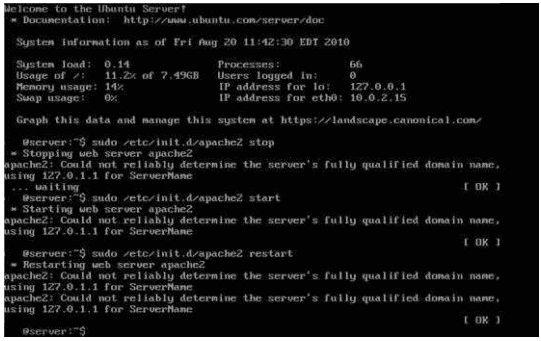 Welcome to the Ubuntu Server!
* Documentation: http://www.ubuntu.com/server/doc
System information as of Fri Aug 20 11:42:30 EDT 2010
System load: 0.14 Processes: 66
Usage of /: 11.2% of 7.49GB Users logged in: 0
Memory usage: 14% IP address for lo: 127.0.0.1
Swap usage: 0% IP address for eth0: 10.0.2.15
Graph this data and manage this system at https://landscape.canonical.com/
@server:~$ sudo /etc/init.d/apache2 stop
* Stopping web server apache2
apache2: Could not reliably determine the server's fully qualified domain name,
using 127.0.1.1 for ServerName
... waiting [ OK ]
@server:~$ sudo /etc/init.d/apache2 start
* Starting web server apache2
apache2: Could not reliably determine the server's fully qualified domain name,
using 127.0.1.1 for ServerName
[ OK ]
@server:~$ sudo /etc/init.d/apache2 restart
* Restarting web server apache2
apache2: Could not reliably determine the server's fully qualified domain name,
using 127.0.1.1 for ServerName
apache2: Could not reliably determine the server's fully qualified domain name,
using 127.0.1.1 for ServerName
[ OK ]
@server:~$